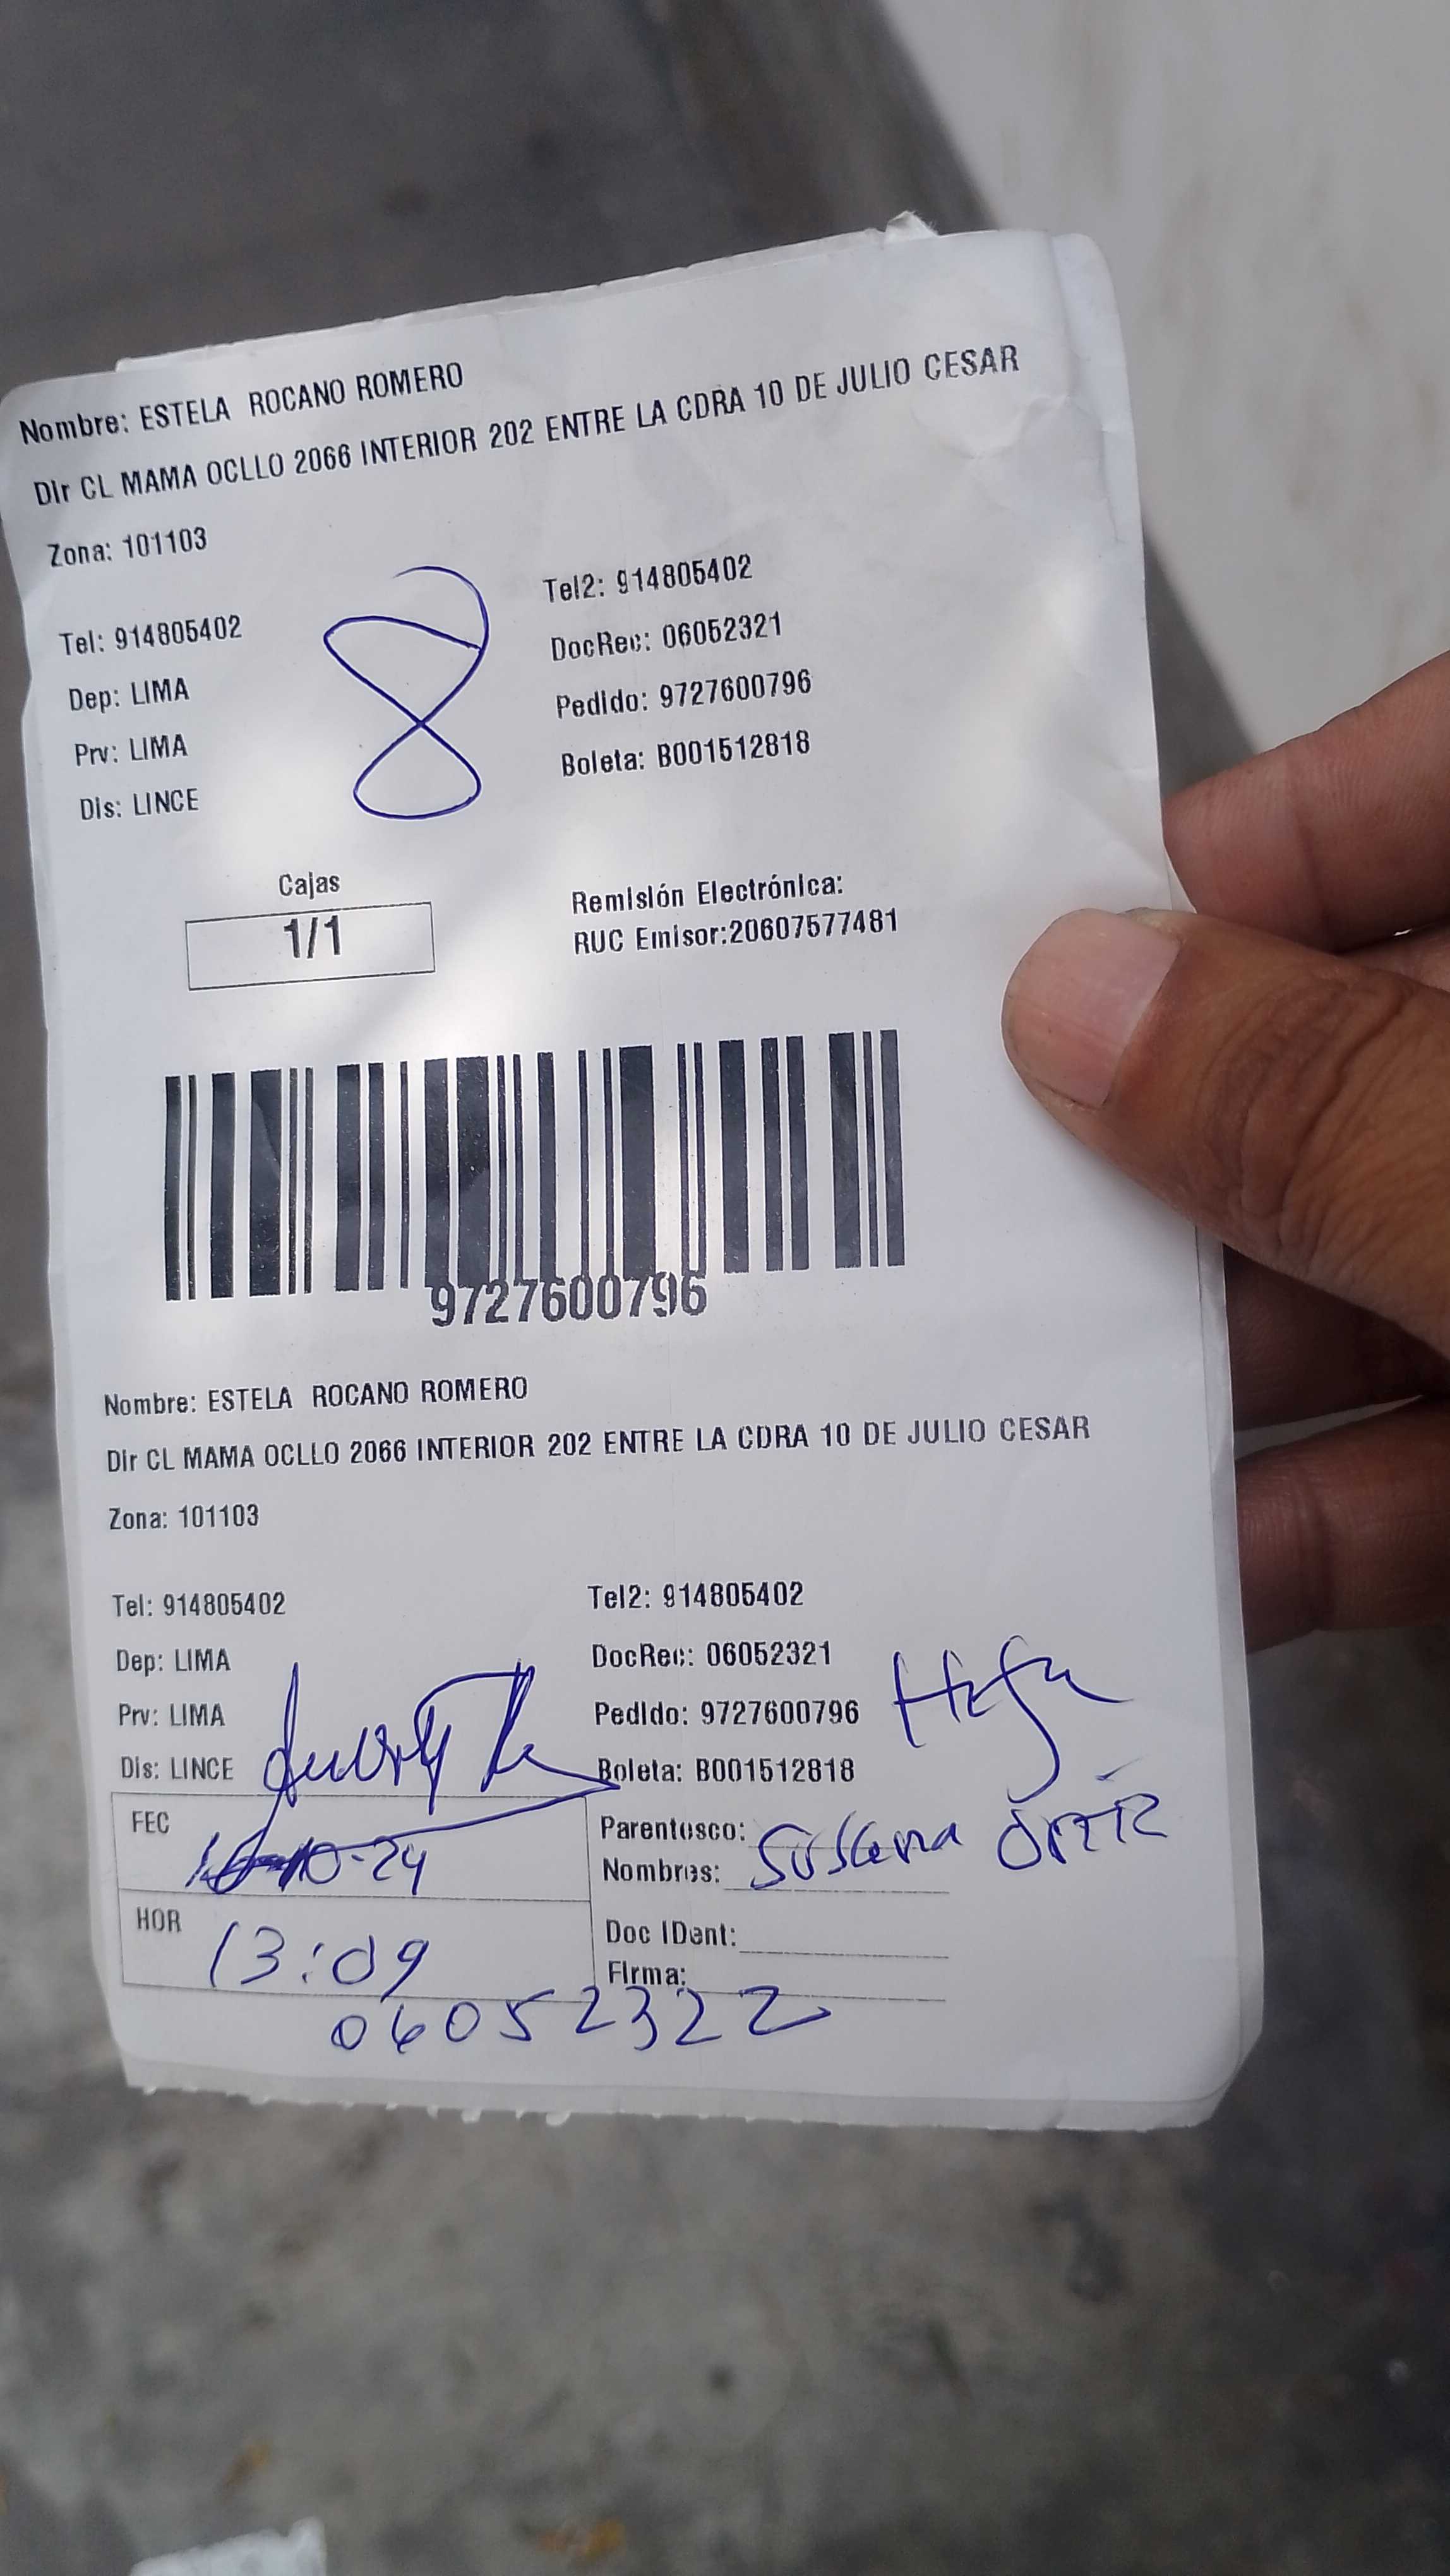 Nombre: ESTELA ROCANO ROMERO
Dir CL MAMA OCLLO 2066 INTERIOR 202 ENTRE LA CDRA 10 DE JULIO CESAR
Zona: 101103
Tel: 914805402 Tel2: 914805402
Dep: LIMA DocRec: 06052321
Prv: LIMA Pedido: 9727600796
Dis: LINCE Boleta: B001512818
8
Cajas
1/1
Remisión Electrónica:
RUC Emisor:20607577481
9727600796
Nombre: ESTELA ROCANO ROMERO
Dir CL MAMA OCLLO 2066 INTERIOR 202 ENTRE LA CDRA 10 DE JULIO CESAR
Zona: 101103
Tel: 914805402 Tel2: 914805402
Dep: LIMA DocRec: 06052321
Prv: LIMA Pedido: 9727600796
Dis: LINCE Boleta: B001512818
FEC
HOR 13:09
Parentesco: Hija
Nombres: Susana Ortiz
Doc IDent:
Firma:
06052322